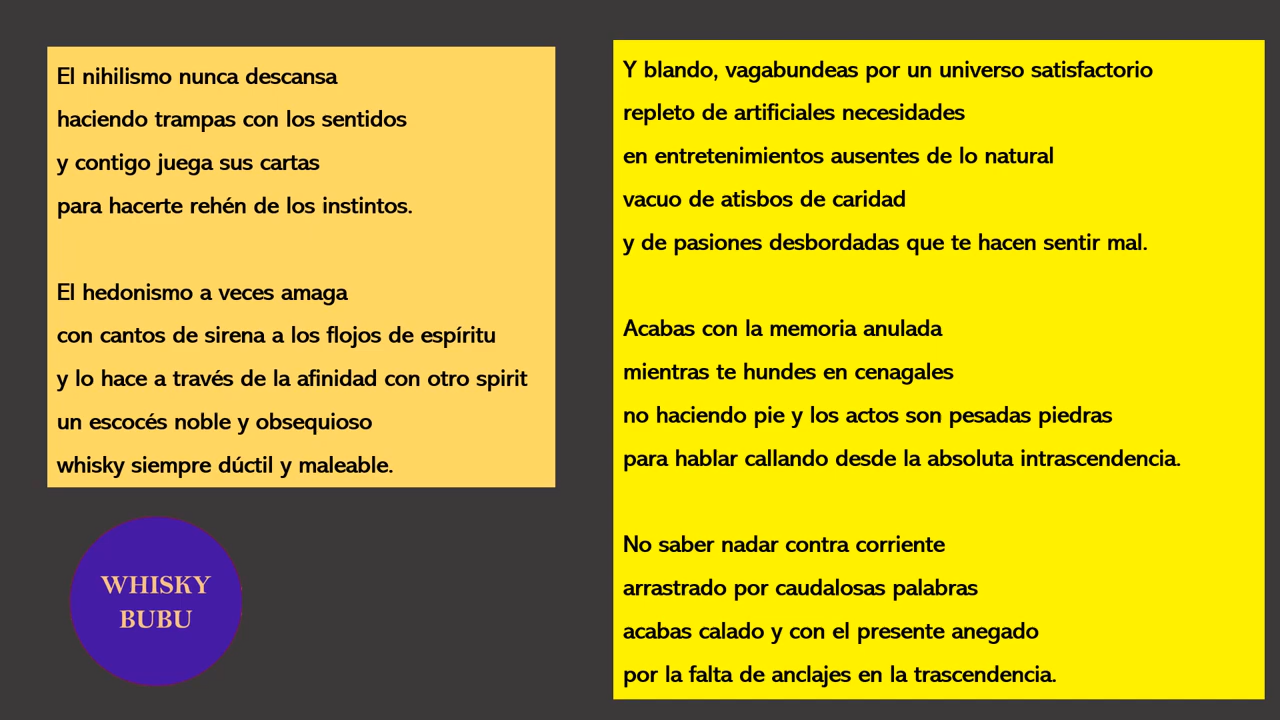 El nihilismo nunca descansa
haciendo trampas con los sentidos
y contigo juega sus cartas
para hacerte rehén de los instintos.
El hedonismo a veces amaga
con cantos de sirena a los flojos de espíritu
y lo hace a través de la afinidad con otro spirit
un escocés noble y obsequioso
whisky siempre dúctil y maleable.
WHISKY
BUBU
Y blando, vagabundeas por un universo satisfactorio
repleto de artificiales necesidades
en entretenimientos ausentes de lo natural
vacuo de atisbos de caridad
y de pasiones desbordadas que te hacen sentir mal.
Acabas con la memoria anulada
mientras te hundes en cenagales
no haciendo pie y los actos son pesadas piedras
para hablar callando desde la absoluta intrascendencia.
No saber nadar contra corriente
arrastrado por caudalosas palabras
acabas calado y con el presente anegado
por la falta de anclajes en la trascendencia.